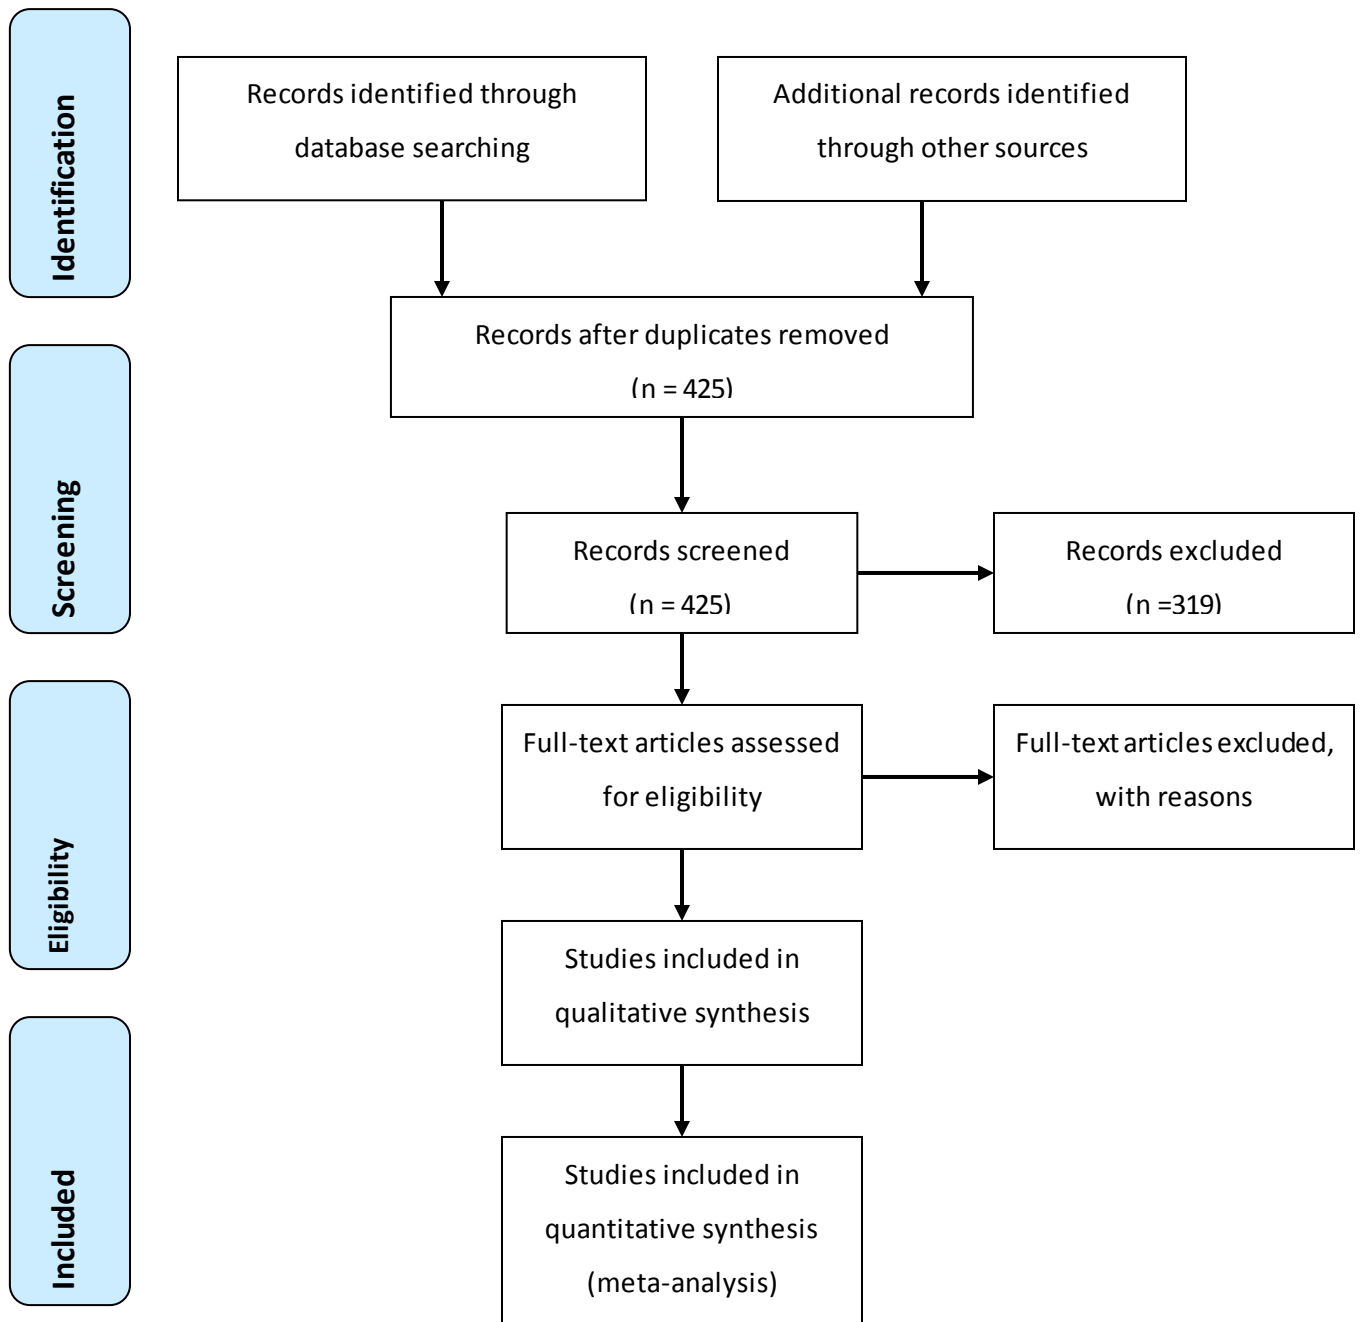 Identification
Records identified through
database searching
Additional records identified
through other sources
Records after duplicates removed
(n = 425)
Screening
Records screened
(n = 425)
Records excluded
(n =319)
Eligibility
Full-text articles assessed
for eligibility
Full-text articles excluded,
with reasons
Studies included in
qualitative synthesis
Included
Studies included in
quantitative synthesis
(meta-analysis)